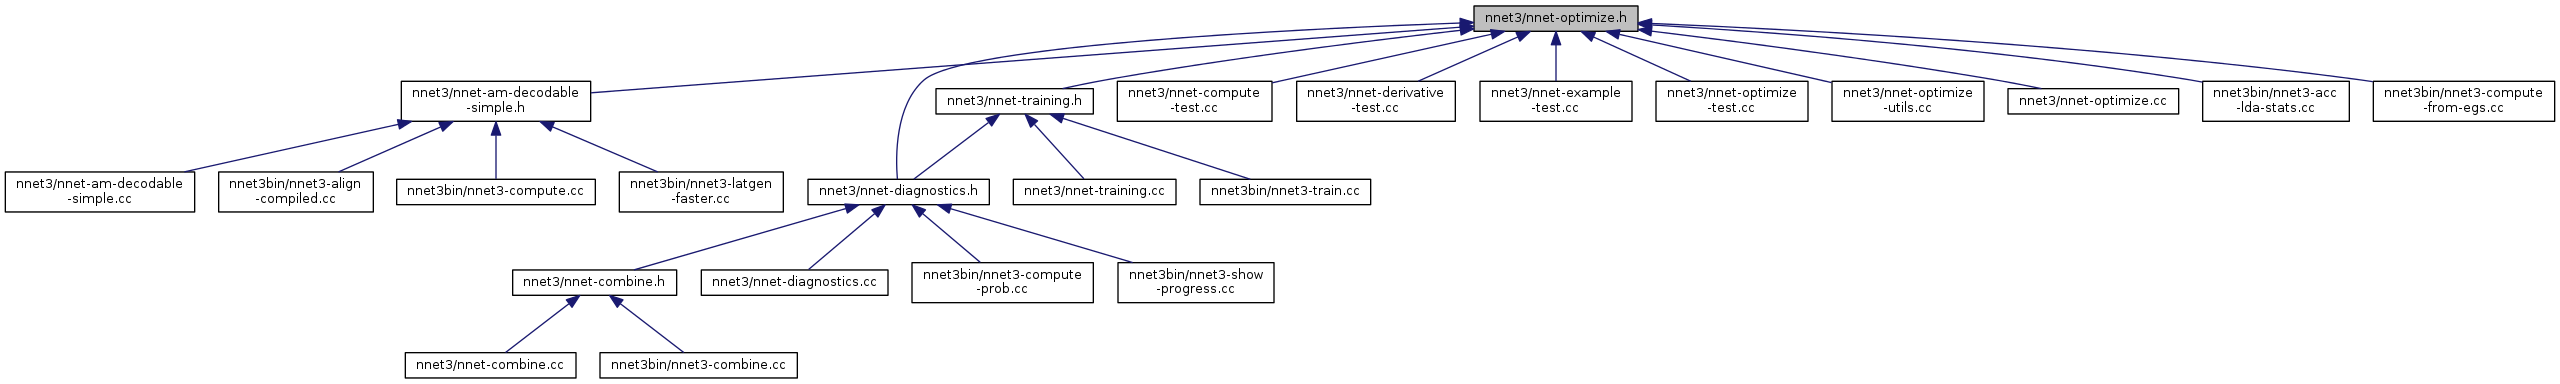 nnet3/nnet-optimize.h
nnet3/nnet-am-decodable
-simple.h
nnet3/nnet-training.h
nnet3/nnet-compute
-test.cc
nnet3/nnet-derivative
-test.cc
nnet3/nnet-example
-test.cc
nnet3/nnet-optimize
-test.cc
nnet3/nnet-optimize
-utils.cc
nnet3/nnet-optimize.cc
nnet3bin/nnet3-acc
-lda-stats.cc
nnet3bin/nnet3-compute
-from-egs.cc
nnet3/nnet-am-decodable
-simple.cc
nnet3bin/nnet3-align
-compiled.cc
nnet3bin/nnet3-compute.cc
nnet3bin/nnet3-latgen
-faster.cc
nnet3/nnet-diagnostics.h
nnet3/nnet-training.cc
nnet3bin/nnet3-train.cc
nnet3/nnet-combine.h
nnet3/nnet-diagnostics.cc
nnet3bin/nnet3-compute
-prob.cc
nnet3bin/nnet3-show
-progress.cc
nnet3/nnet-combine.cc
nnet3bin/nnet3-combine.cc